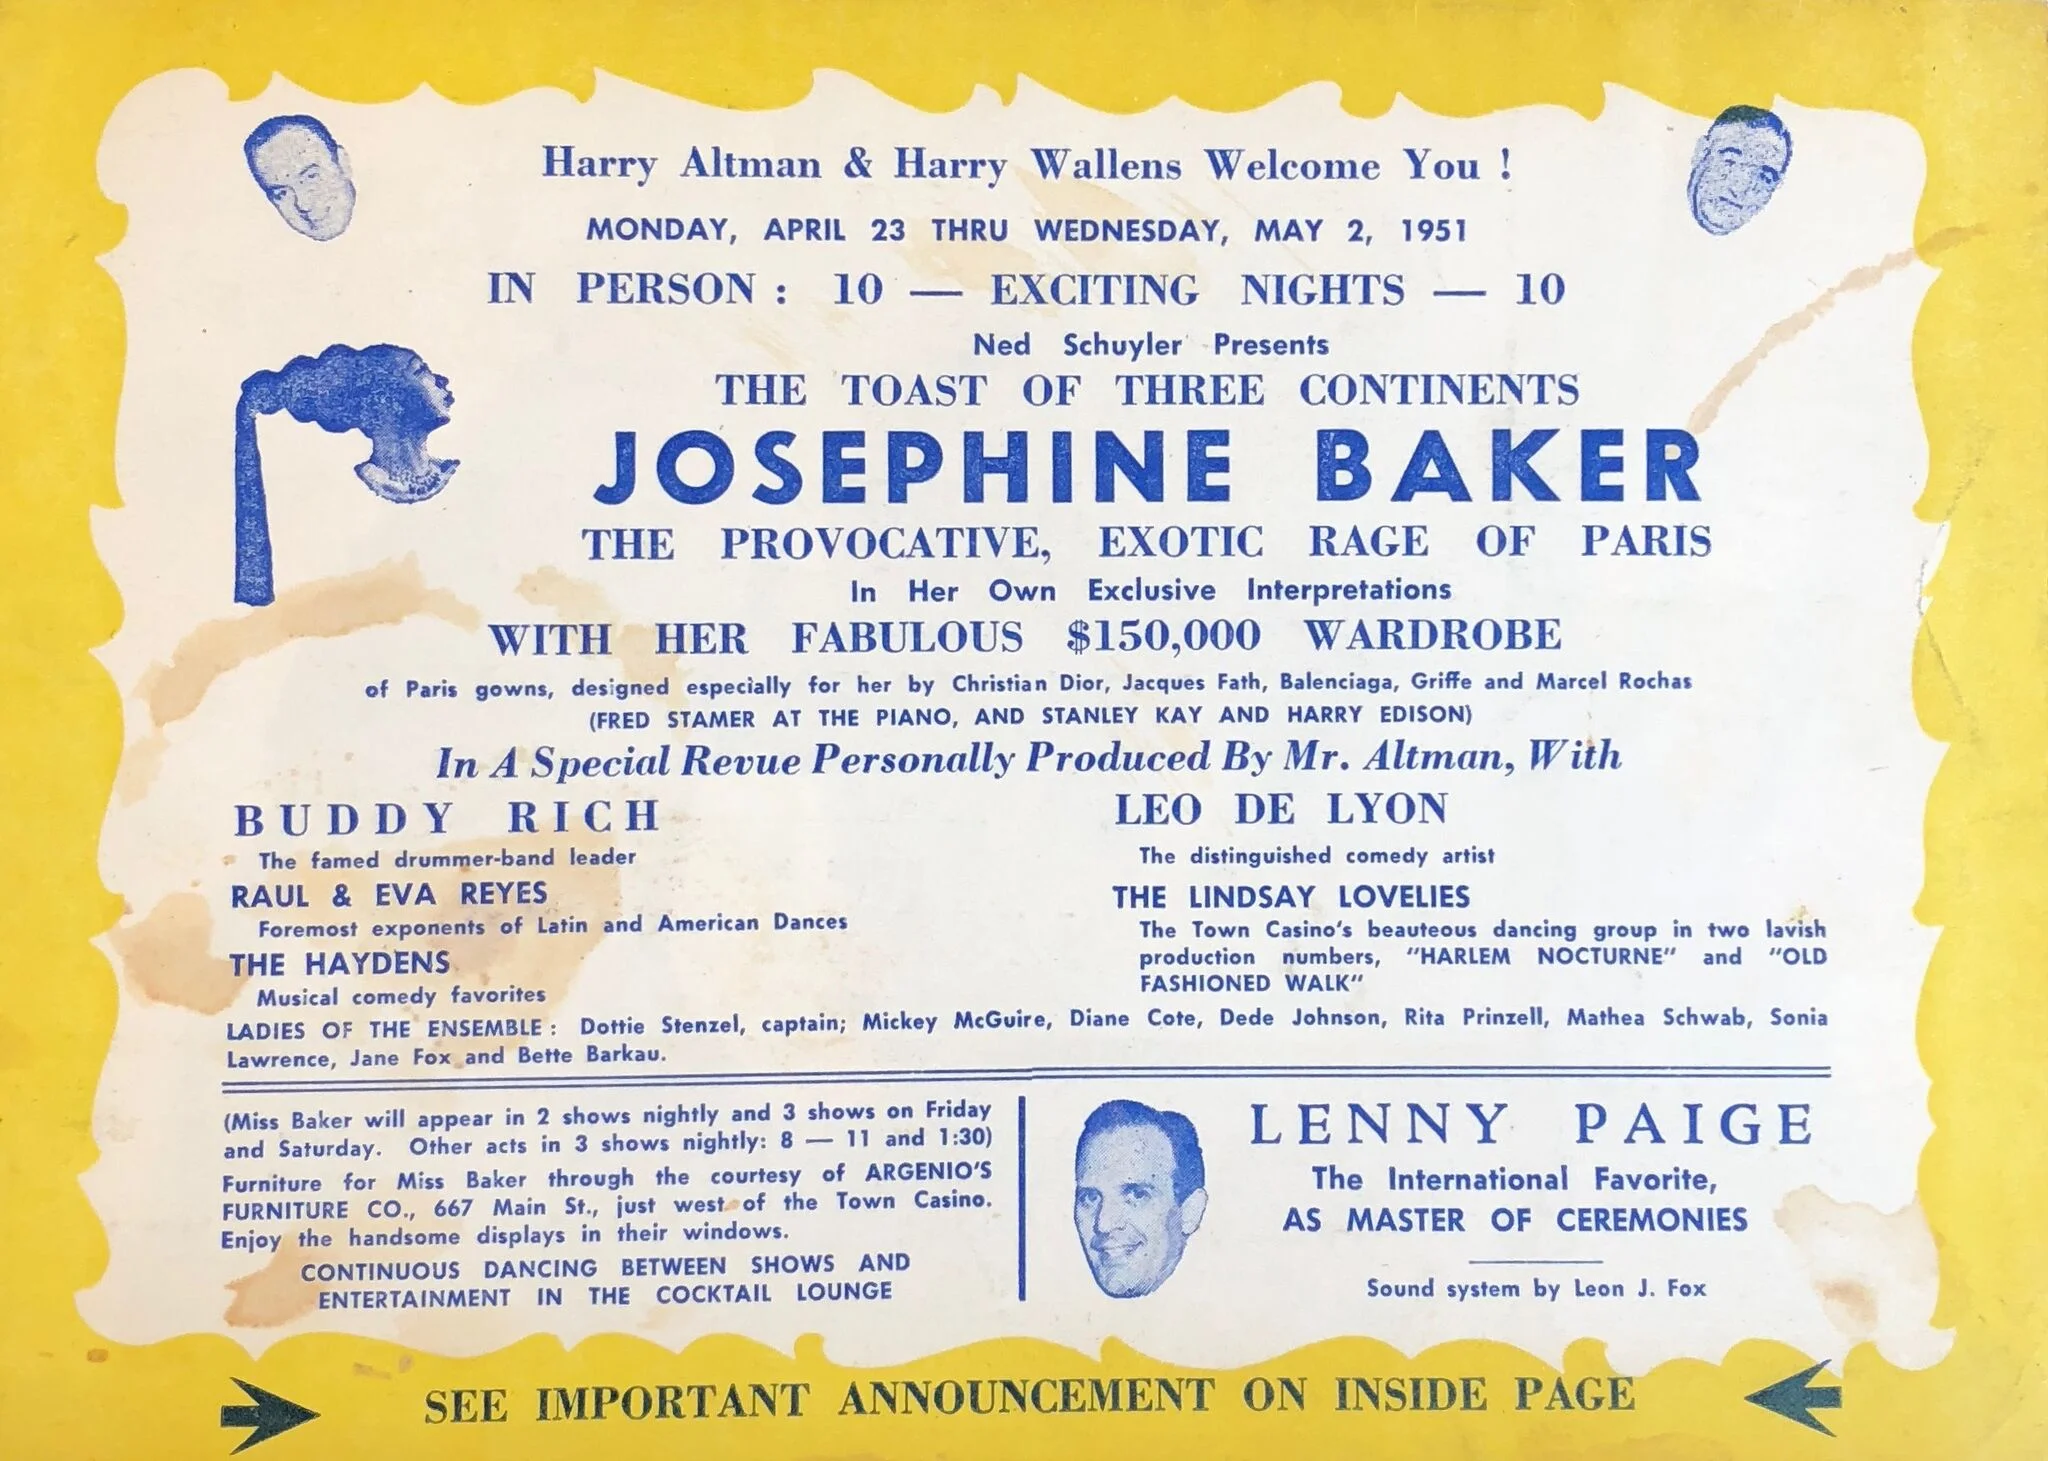 Harry Altman & Harry Wallens Welcome You !
MONDAY, APRIL 23 THRU WEDNESDAY, MAY 2, 1951
IN PERSON : 10 — EXCITING NIGHTS — 10
Ned Schuyler Presents
THE TOAST OF THREE CONTINENTS
JOSEPHINE BAKER
THE PROVOCATIVE, EXOTIC RAGE OF PARIS
In Her Own Exclusive Interpretations
WITH HER FABULOUS $150,000 WARDROBE
of Paris gowns, designed especially for her by Christian Dior, Jacques Fath, Balenciaga, Griffe and Marcel Rochas
(FRED STAMER AT THE PIANO, AND STANLEY KAY AND HARRY EDISON)
In A Special Revue Personally Produced By Mr. Altman, With
BUDDY RICH
The famed drummer-band leader
RAUL & EVA REYES
Foremost exponents of Latin and American Dances
THE HAYDENS
Musical comedy favorites
LEO DE LYON
The distinguished comedy artist
THE LINDSAY LOVELIES
The Town Casino's beauteous dancing group in two lavish
production numbers, "HARLEM NOCTURNE" and "OLD
FASHIONED WALK"
LADIES OF THE ENSEMBLE : Dottie Stenzel, captain; Mickey McGuire, Diane Cote, Dede Johnson, Rita Prinzell, Mathea Schwab, Sonia
Lawrence, Jane Fox and Bette Barkau.
(Miss Baker will appear in 2 shows nightly and 3 shows on Friday
and Saturday. Other acts in 3 shows nightly: 8 — 11 and 1:30)
Furniture for Miss Baker through the courtesy of ARGENIO'S
FURNITURE CO., 667 Main St., just west of the Town Casino.
Enjoy the handsome displays in their windows.
CONTINUOUS DANCING BETWEEN SHOWS AND
ENTERTAINMENT IN THE COCKTAIL LOUNGE
LENNY PAIGE
The International Favorite,
AS MASTER OF CEREMONIES
Sound system by Leon J. Fox
SEE IMPORTANT ANNOUNCEMENT ON INSIDE PAGE